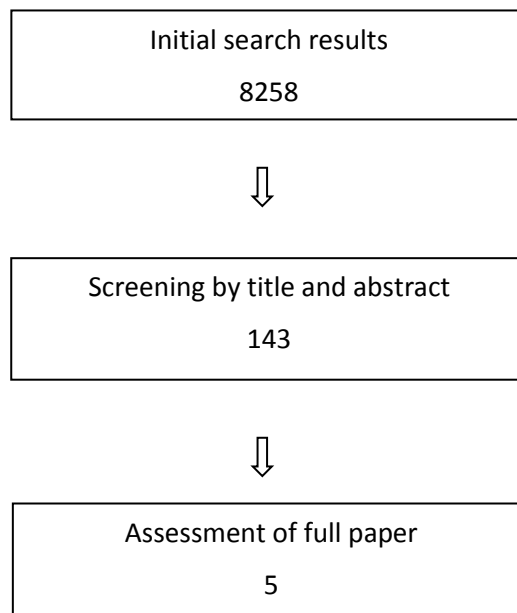 Initial search results
8258
Screening by title and abstract
143
Assessment of full paper
5